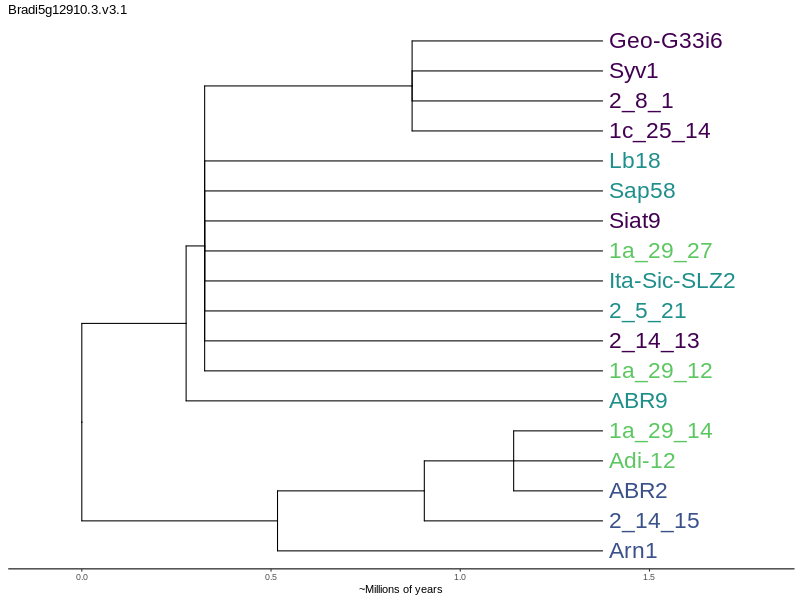 Bradi5g12910.3.v3.1
Geo-G33i6
Syv1
2_8_1
1c_25_14
Lb18
Sap58
Siat9
1a_29_27
Ita-Sic-SLZ2
2_5_21
2_14_13
1a_29_12
ABR9
1a_29_14
Adi-12
ABR2
2_14_15
Arn1
0.0 0.5 1.0 1.5
~Millions of years